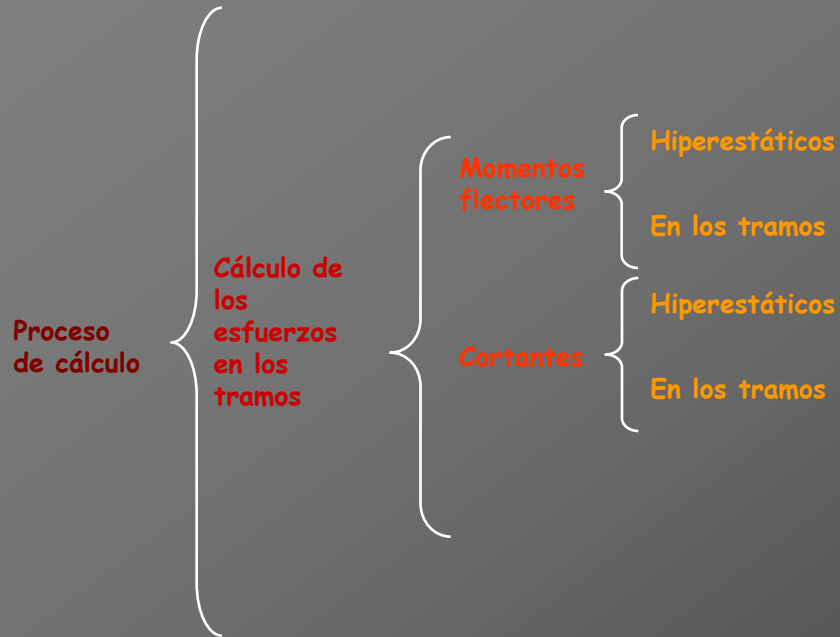 Proceso
de cálculo
Cálculo de
los
esfuerzos
en los
tramos
Momentos
flectores
Hiperestáticos
En los tramos
Cortantes
Hiperestáticos
En los tramos